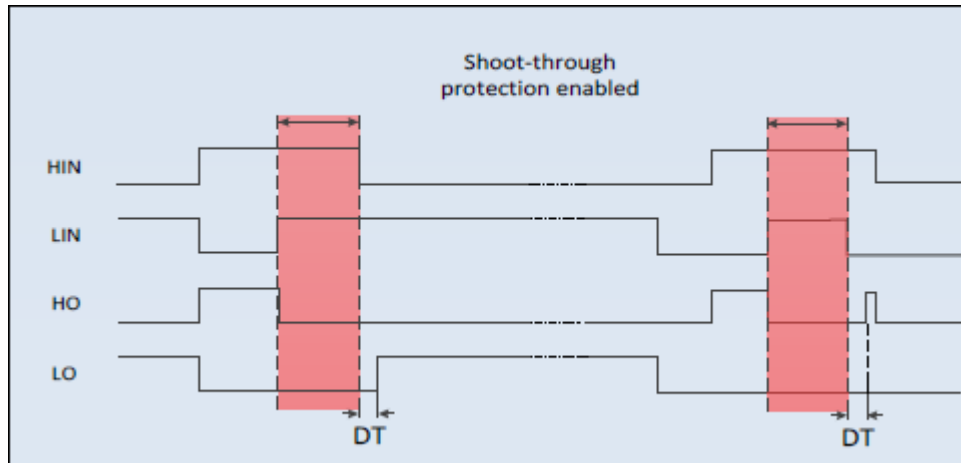 Shoot-through
protection enabled
HIN
LIN
HO
LO
DT
DT